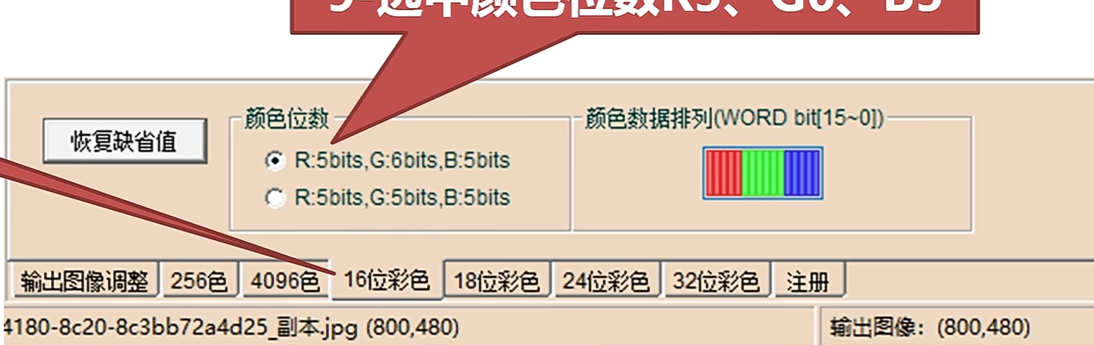 5-选中颜色位数R5、G6、B5
颜色位数
颜色数据排列(WORD bit[15~0])
恢复缺省值
R:5bits,G:6bits,B:5bits
R:5bits,G:5bits,B:5bits
输出图像调整 256色 4096色 16位彩色 18位彩色 24位彩色 32位彩色 注册
4180-8c20-8c3bb72a4d25_副本.jpg (800,480)
输出图像: (800,480)